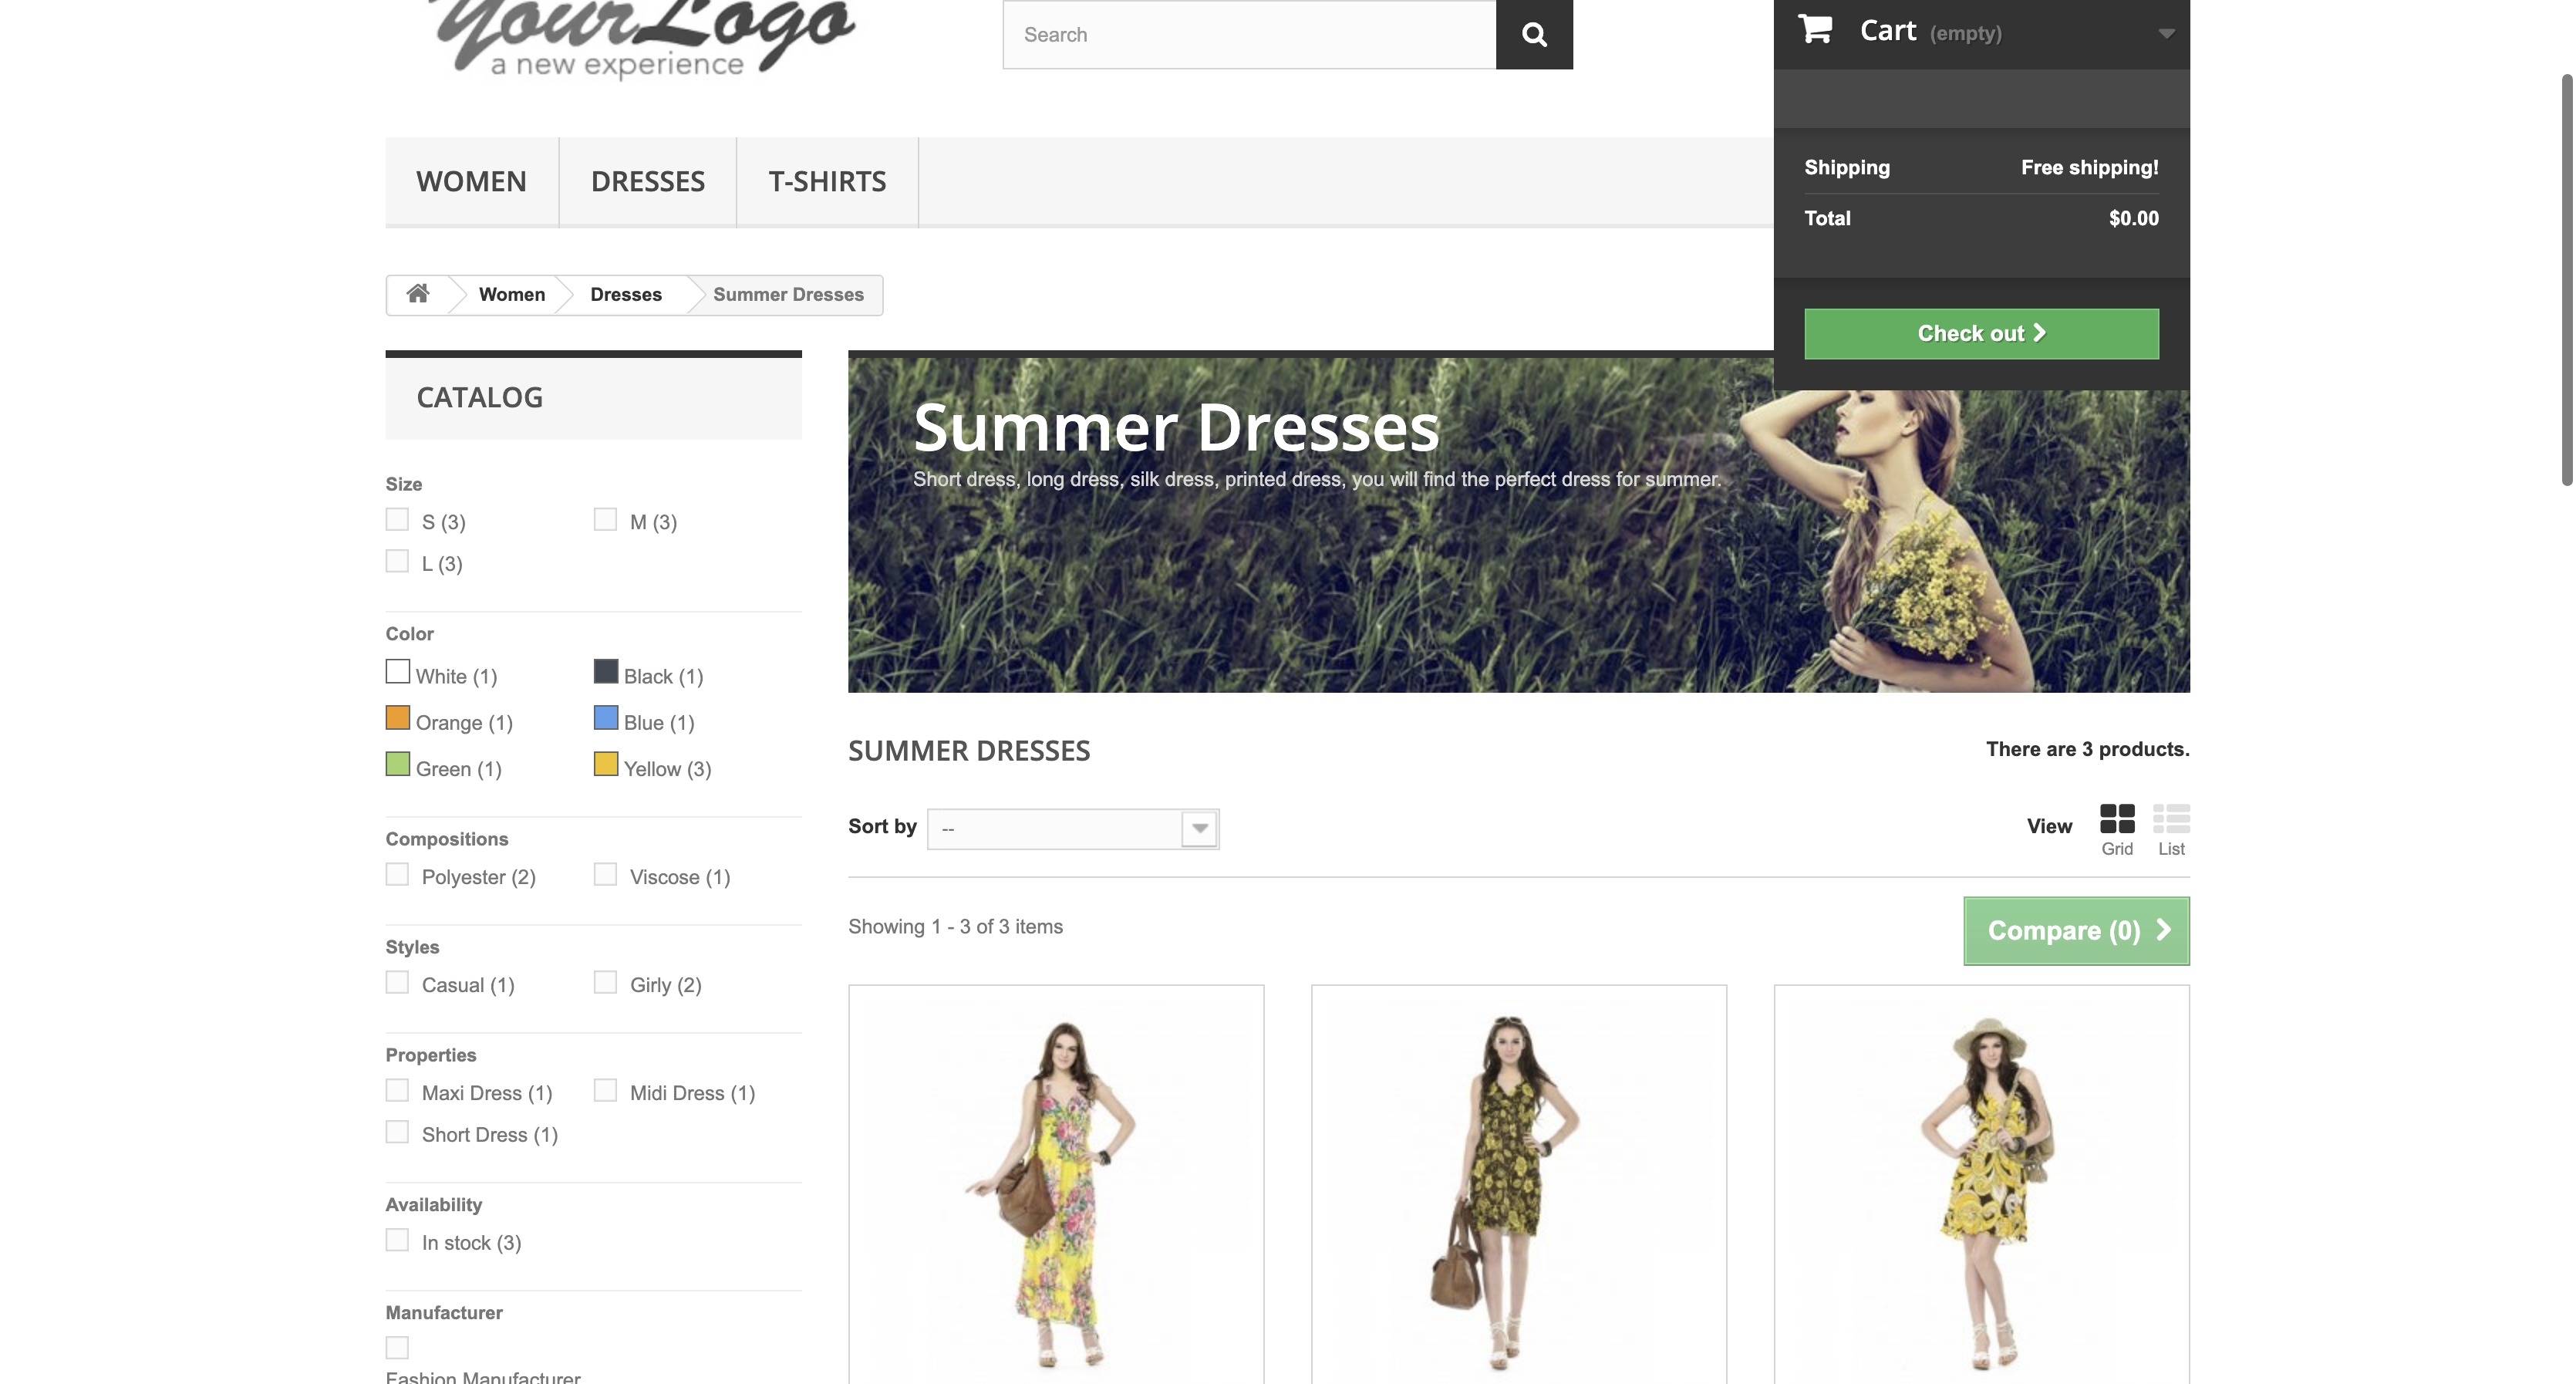 YourLogo
a new experience
Search
Cart (empty)
Shipping Free shipping!
Total $0.00
Check out
WOMEN DRESSES T-SHIRTS
Women Dresses Summer Dresses
CATALOG
Size
S (3) M (3)
L (3)
Color
White (1) Black (1)
Orange (1) Blue (1)
Green (1) Yellow (3)
Compositions
Polyester (2) Viscose (1)
Styles
Casual (1) Girly (2)
Properties
Maxi Dress (1) Midi Dress (1)
Short Dress (1)
Availability
In stock (3)
Manufacturer
Fashion Manufacturer
Summer Dresses
Short dress, long dress, silk dress, printed dress, you will find the perfect dress for summer.
SUMMER DRESSES There are 3 products.
Sort by -- View
Grid List
Showing 1 - 3 of 3 items Compare (0)